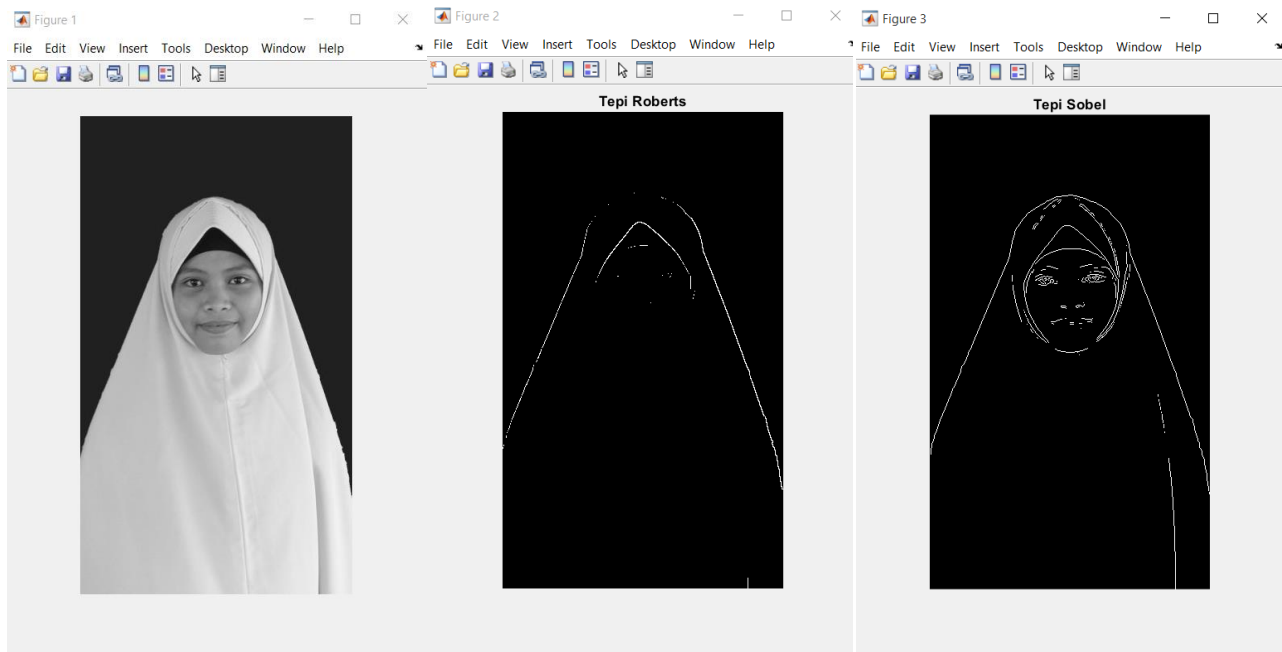 Figure 1
File Edit View Insert Tools Desktop Window Help
Figure 2
File Edit View Insert Tools Desktop Window Help
Tepi Roberts
Figure 3
File Edit View Insert Tools Desktop Window Help
Tepi Sobel